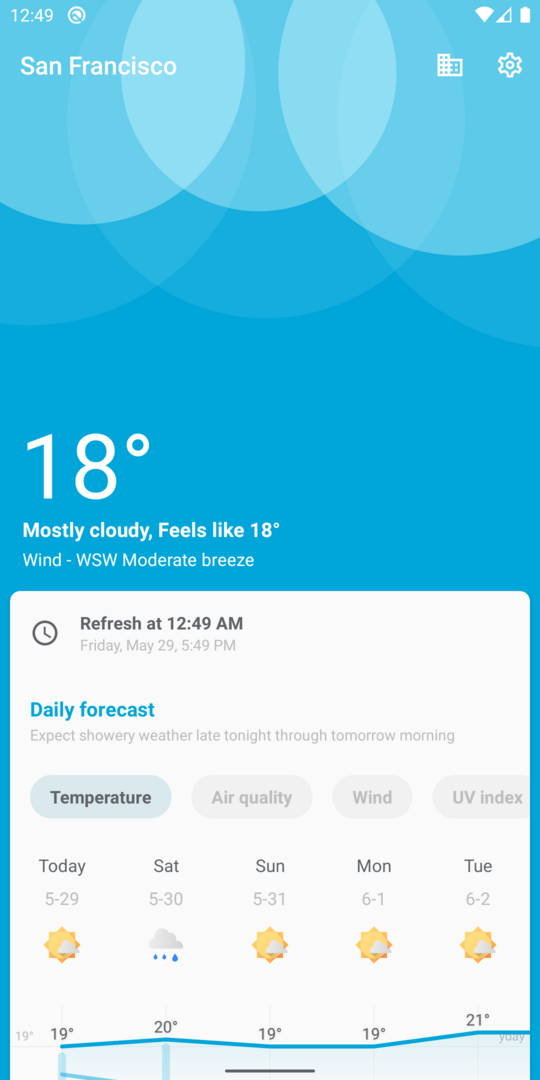 12:49
San Francisco
18°
Mostly cloudy, Feels like 18°
Wind - WSW Moderate breeze
Refresh at 12:49 AM
Friday, May 29, 5:49 PM
Daily forecast
Expect showery weather late tonight through tomorrow morning
Temperature Air quality Wind UV index
Today Sat Sun Mon Tue
5-29 5-30 5-31 6-1 6-2
19° 19° 20° 19° 19° 21°
yday